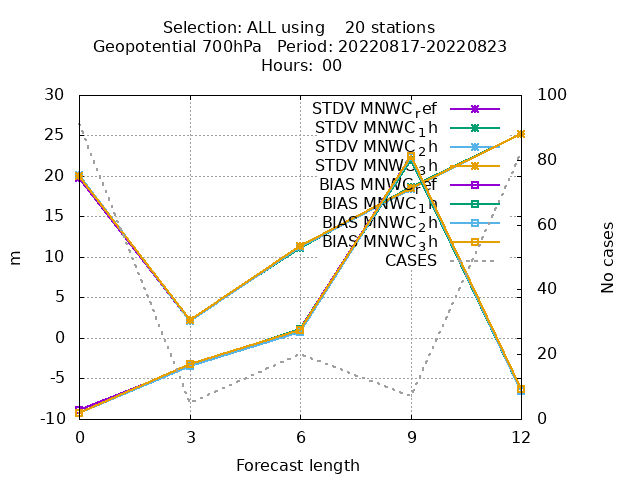 Selection: ALL using    20 stations
Geopotential 700hPa   Period: 20220817-20220823
Hours: 00
30
25
20
15
10
5
0
-5
-10
100
80
60
40
20
0
m
No cases
STDV MNWC_ref
STDV MNWC_1h
STDV MNWC_2h
STDV MNWC_3h
BIAS MNWC_ref
BIAS MNWC_1h
BIAS MNWC_2h
BIAS MNWC_3h
CASES
0 3 6 9 12
Forecast length